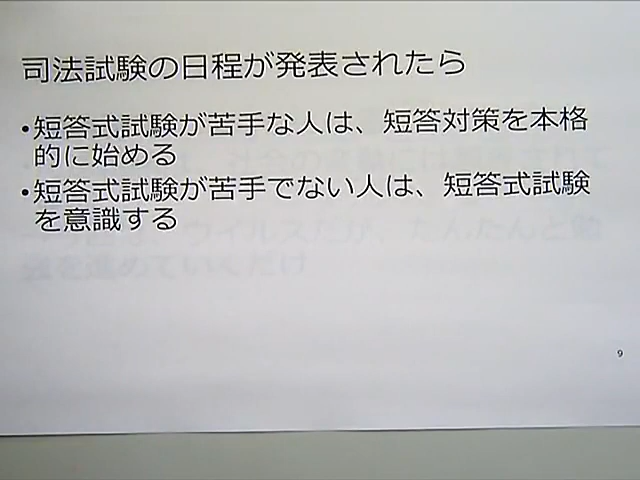 司法試験の日程が発表されたら
•短答式試験が苦手な人は、短答対策を本格
的に始める
•短答式試験が苦手でない人は、短答式試験
を意識する
9